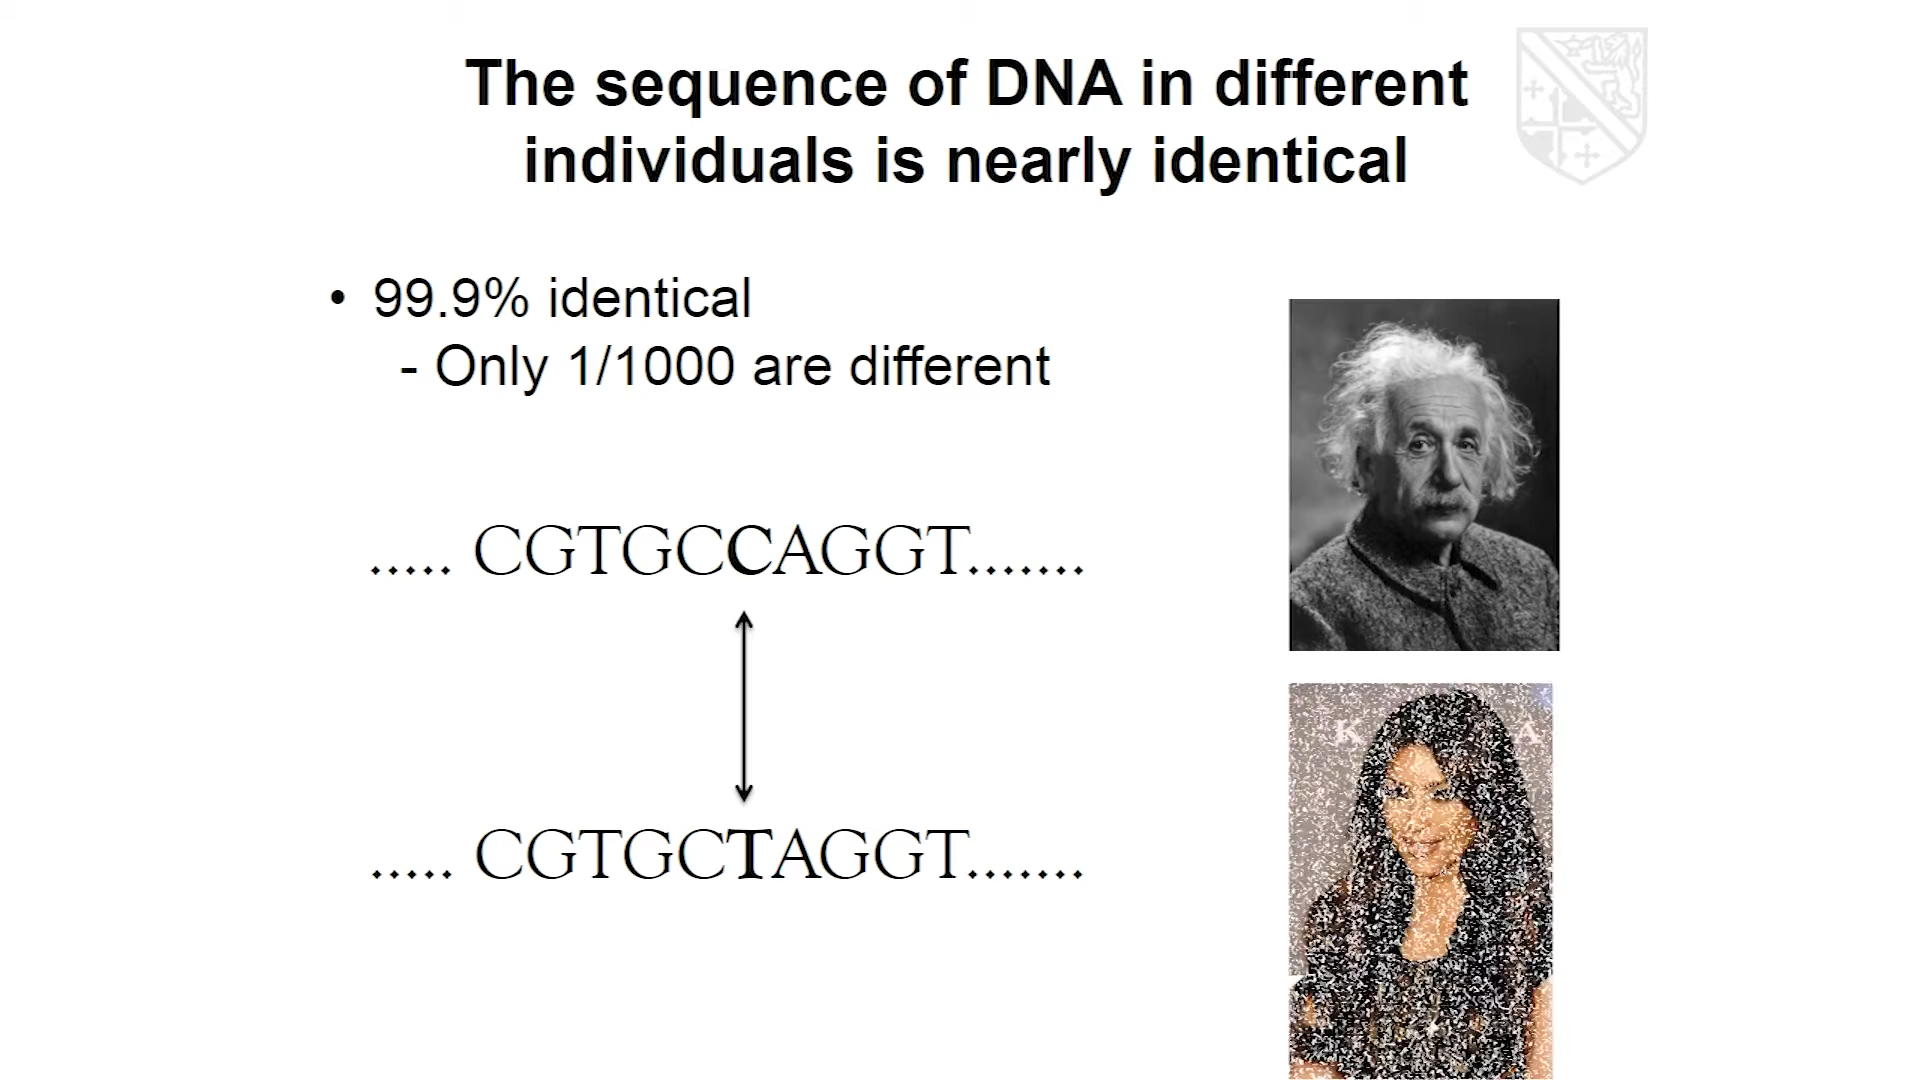 The sequence of DNA in different
individuals is nearly identical
• 99.9% identical
- Only 1/1000 are different
..... CGTGCCAGGT.......
..... CGTGCTAGGT.......
K A